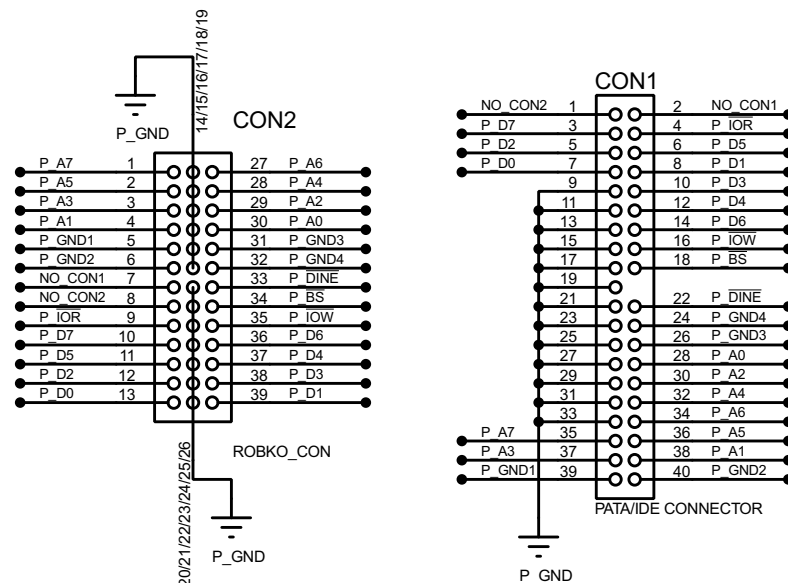 14/15/16/17/18/19
P_GND
CON2
P_A7 1 27 P_A6
P_A5 2 28 P_A4
P_A3 3 29 P_A2
P_A1 4 30 P_A0
P_GND1 5 31 P_GND3
P_GND2 6 32 P_GND4
NO_CON1 7 33 P_DINE
NO_CON2 8 34 P_BS
P_IOR 9 35 P_IOW
P_D7 10 36 P_D6
P_D5 11 37 P_D4
P_D2 12 38 P_D3
P_D0 13 39 P_D1
ROBKO_CON
20/21/22/23/24/25/26
P_GND
CON1
NO_CON2 1 2 NO_CON1
P_D7 3 4 P_IOR
P_D2 5 6 P_D5
P_D0 7 8 P_D1
9 10 P_D3
11 12 P_D4
13 14 P_D6
15 16 P_IOW
17 18 P_BS
19
21 22 P_DINE
23 24 P_GND4
25 26 P_GND3
27 28 P_A0
29 30 P_A2
31 32 P_A4
33 34 P_A6
P_A7 35 36 P_A5
P_A3 37 38 P_A1
P_GND1 39 40 P_GND2
PATA/IDE CONNECTOR
P_GND